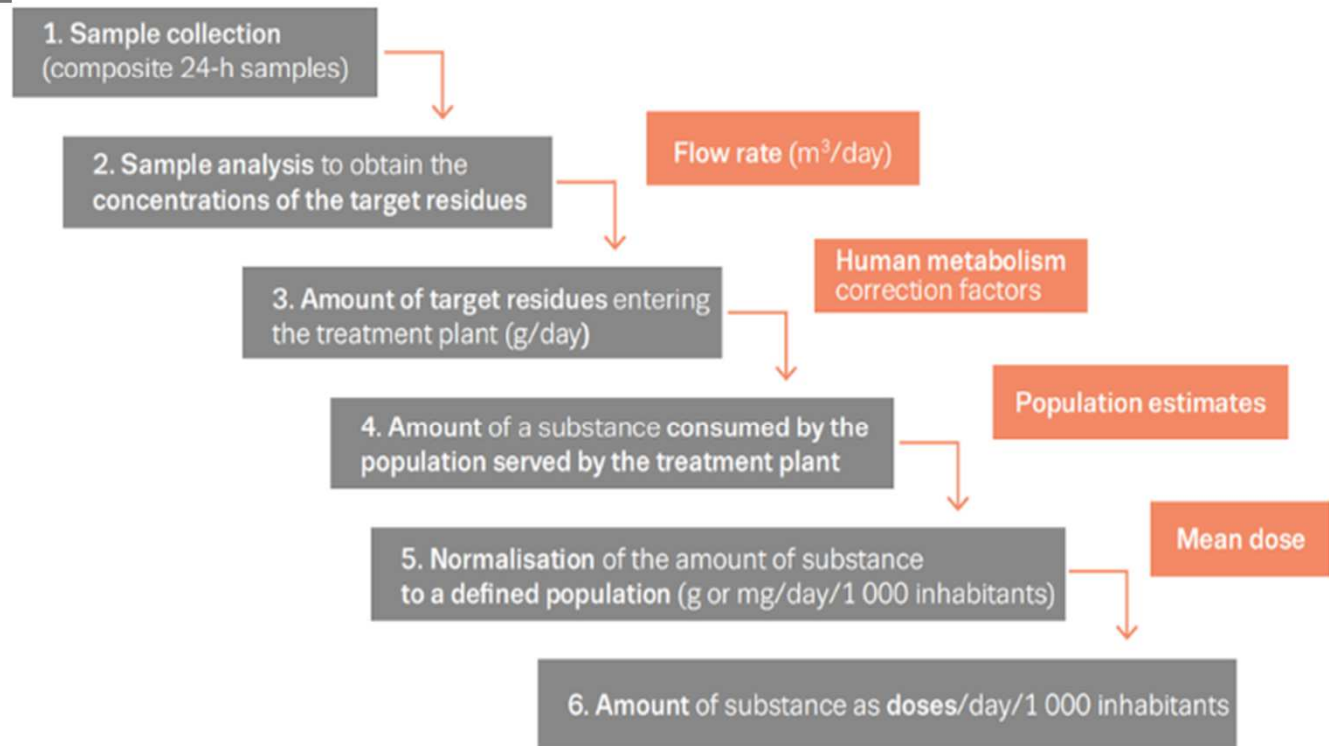 1. Sample collection
(composite 24-h samples)
2. Sample analysis to obtain the
concentrations of the target residues
Flow rate (m³/day)
3. Amount of target residues entering
the treatment plant (g/day)
Human metabolism
correction factors
4. Amount of a substance consumed by the
population served by the treatment plant
Population estimates
5. Normalisation of the amount of substance
to a defined population (g or mg/day/1 000 inhabitants)
Mean dose
6. Amount of substance as doses/day/1 000 inhabitants